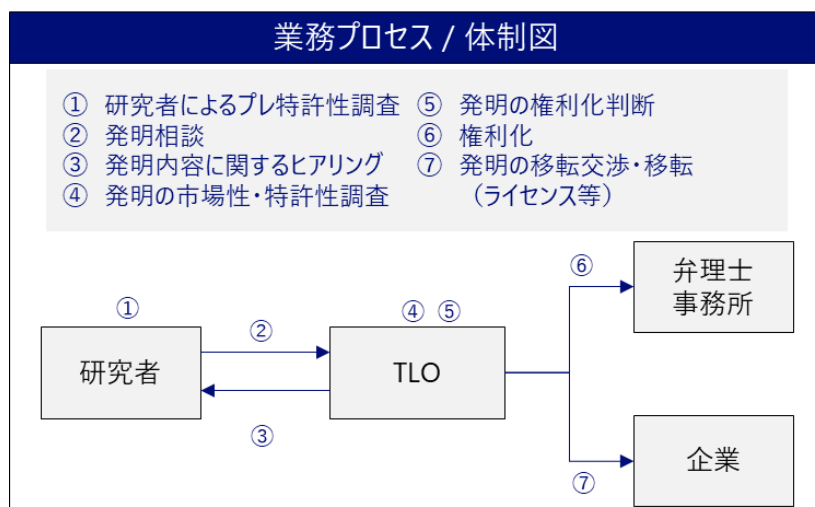 業務プロセス / 体制図
① 研究者によるプレ特許性調査
② 発明相談
③ 発明内容に関するヒアリング
④ 発明の市場性・特許性調査
⑤ 発明の権利化判断
⑥ 権利化
⑦ 発明の移転交渉・移転
（ライセンス等）
①
研究者
②
③
④ ⑤
TLO
⑥
弁理士
事務所
⑦
企業